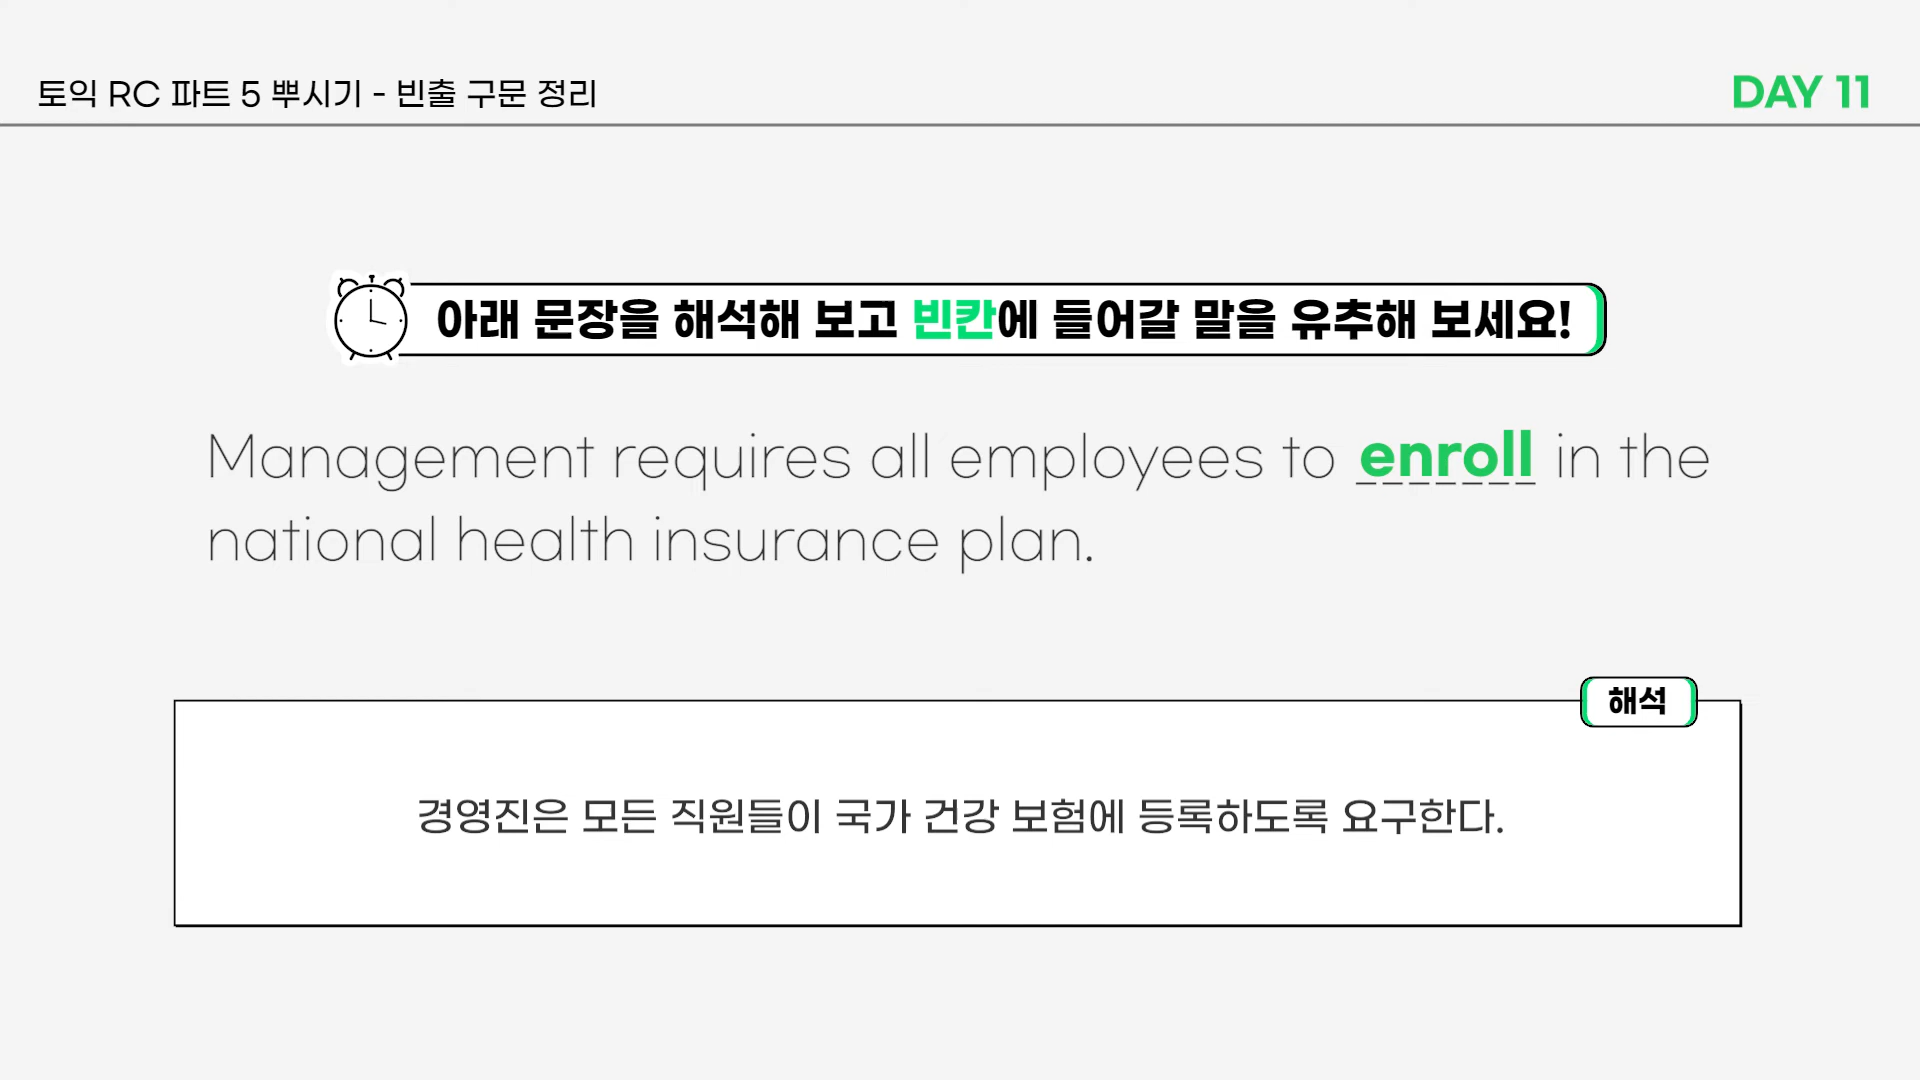 토익 RC 파트 5 뿌시기 - 빈출 구문 정리
DAY 11
아래 문장을 해석해 보고 빈칸에 들어갈 말을 유추해 보세요!
Management requires all employees to enroll in the
national health insurance plan.
해석
경영진은 모든 직원들이 국가 건강 보험에 등록하도록 요구한다.